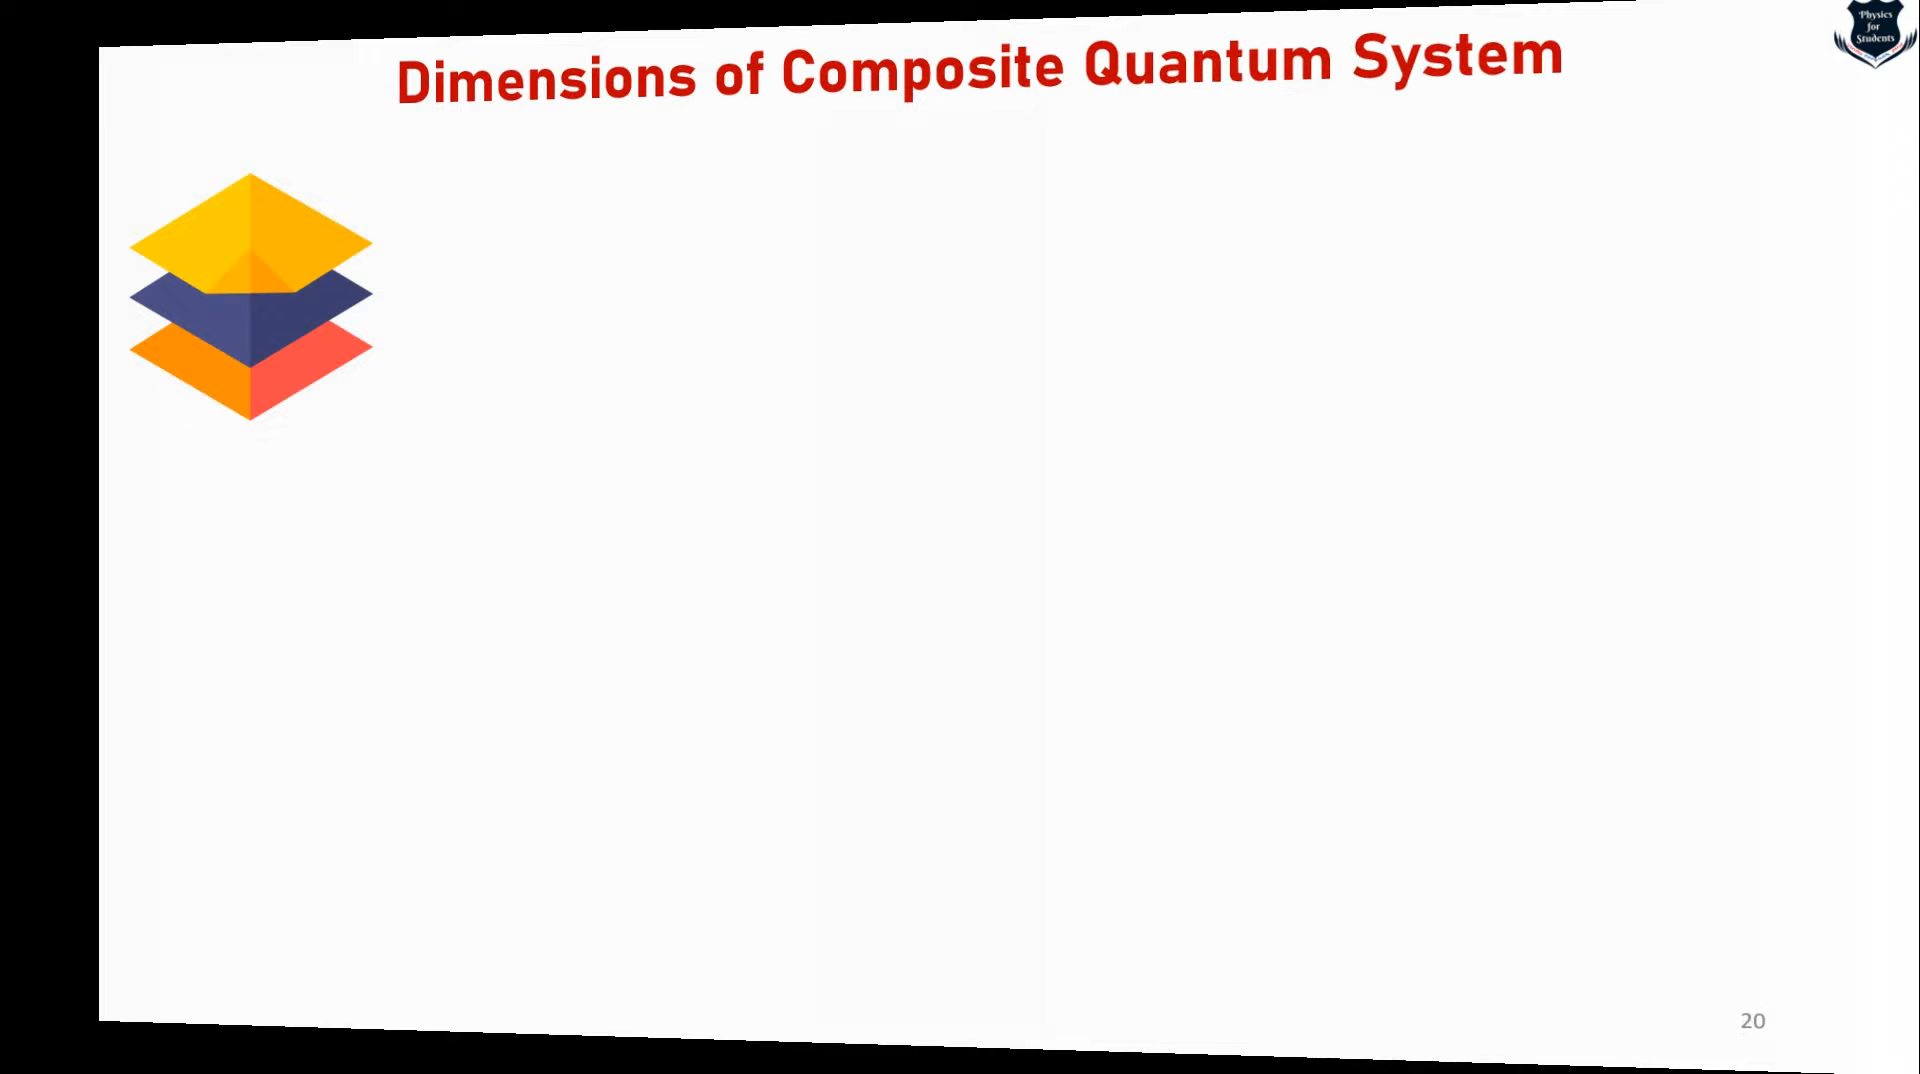 Dimensions of Composite Quantum System
Physics
for
Students
20